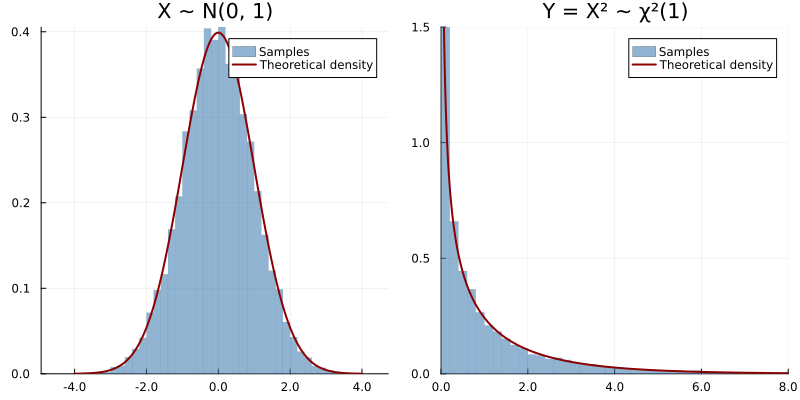 X ~ N(0, 1)
Samples
Theoretical density
0.4
0.3
0.2
0.1
0.0
-4.0 -2.0 0.0 2.0 4.0
Y = X² ~ χ²(1)
Samples
Theoretical density
1.5
1.0
0.5
0.0
0.0 2.0 4.0 6.0 8.0